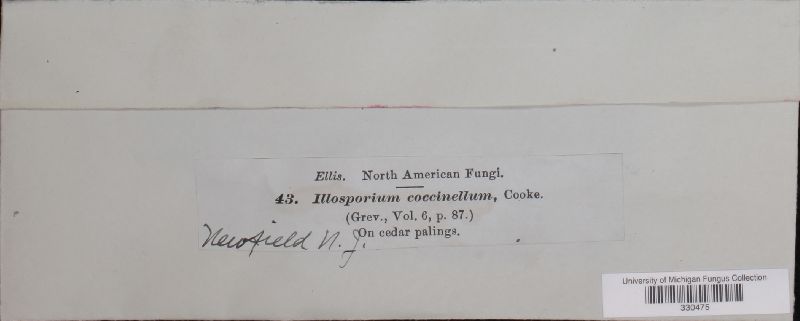 Ellis. North American Fungi.
43. Illosporium coccinellum, Cooke.
(Grev., Vol. 6, p. 87.)
On cedar palings.
Newfield N. J.
University of Michigan Fungus Collection
330475